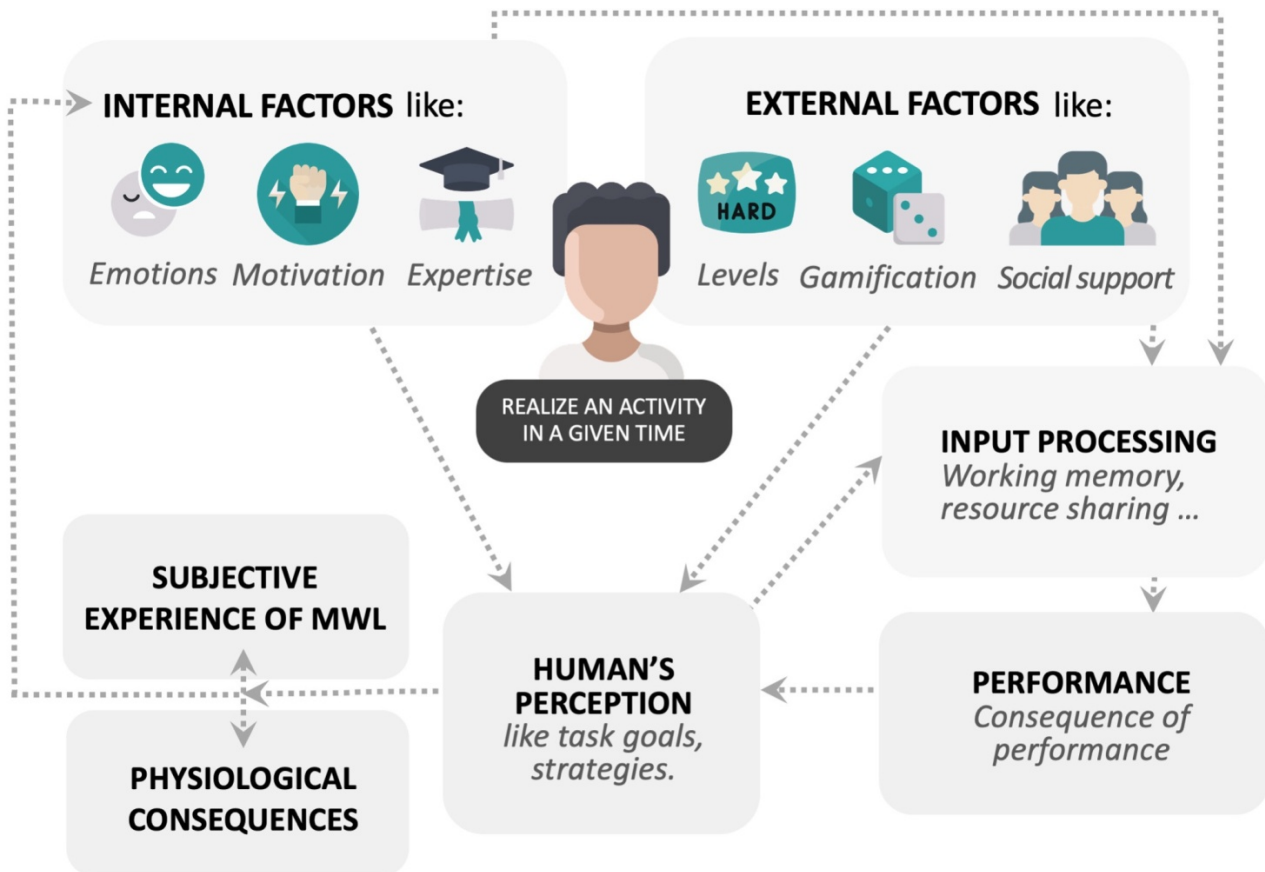 INTERNAL FACTORS like:
Emotions
Motivation
Expertise
EXTERNAL FACTORS like:
HARD
Levels
Gamification
Social support
REALIZE AN ACTIVITY
IN A GIVEN TIME
INPUT PROCESSING
Working memory,
resource sharing ...
SUBJECTIVE
EXPERIENCE OF MWL
HUMAN'S
PERCEPTION
like task goals,
strategies.
PERFORMANCE
Consequence of
performance
PHYSIOLOGICAL
CONSEQUENCES